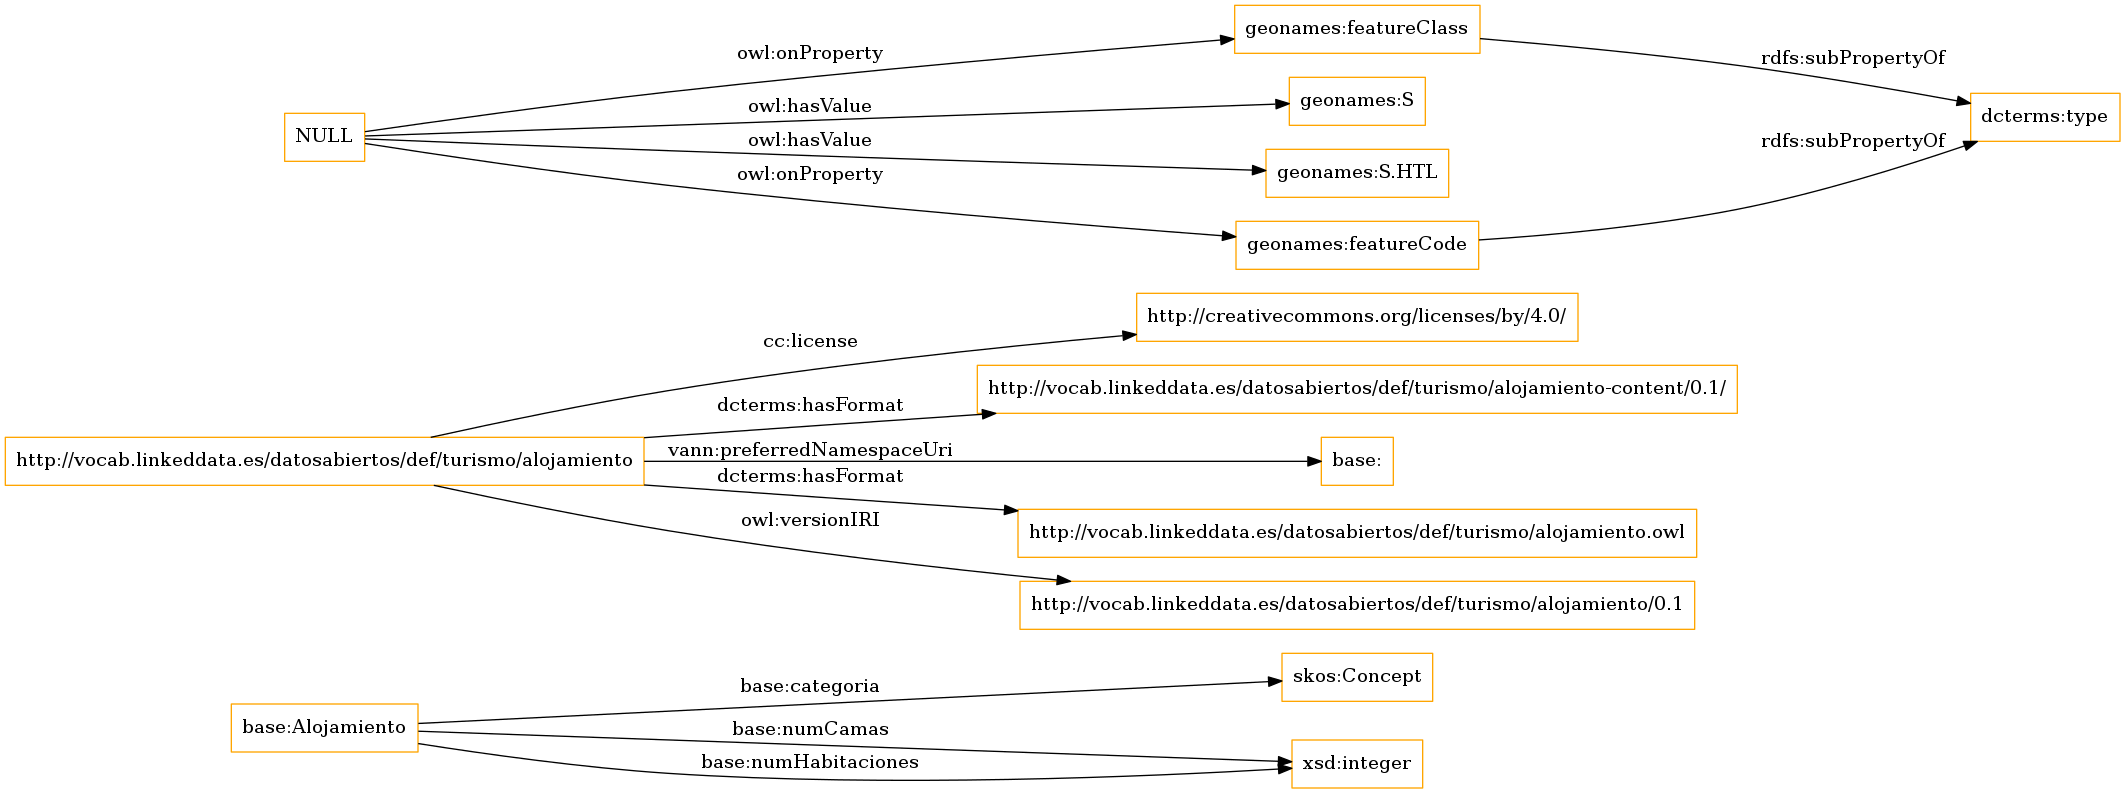 geonames:featureClass
owl:onProperty
rdfs:subPropertyOf
geonames:S
owl:hasValue
dcterms:type
NULL
owl:hasValue
rdfs:subPropertyOf
geonames:S.HTL
owl:onProperty
geonames:featureCode
http://creativecommons.org/licenses/by/4.0/
cc:license
http://vocab.linkeddata.es/datosabiertos/def/turismo/alojamiento-content/0.1/
dcterms:hasFormat
vann:preferredNamespaceUri
http://vocab.linkeddata.es/datosabiertos/def/turismo/alojamiento
base:
dcterms:hasFormat
owl:versionIRI
http://vocab.linkeddata.es/datosabiertos/def/turismo/alojamiento.owl
http://vocab.linkeddata.es/datosabiertos/def/turismo/alojamiento/0.1
skos:Concept
base:categoria
base:Alojamiento
base:numCamas
base:numHabitaciones
xsd:integer